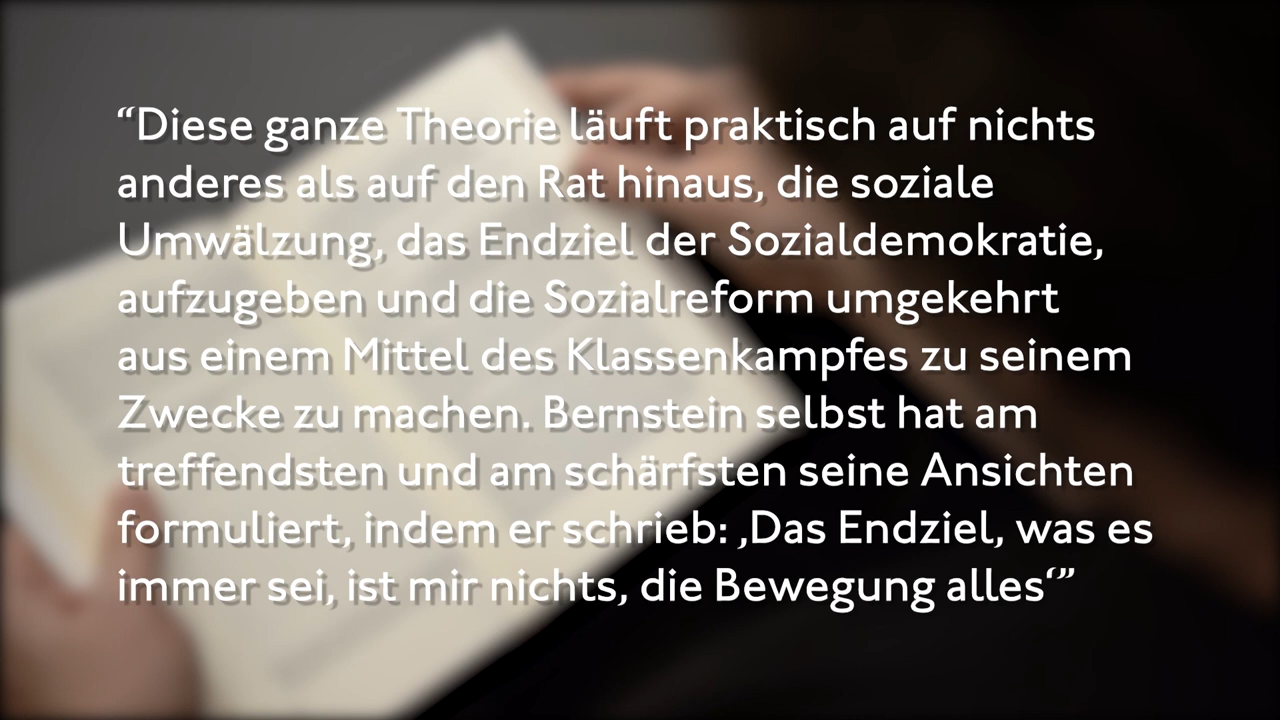 “Diese ganze Theorie läuft praktisch auf nichts
anderes als auf den Rat hinaus, die soziale
Umwälzung, das Endziel der Sozialdemokratie,
aufzugeben und die Sozialreform umgekehrt
aus einem Mittel des Klassenkampfes zu seinem
Zwecke zu machen. Bernstein selbst hat am
treffendsten und am schärfsten seine Ansichten
formuliert, indem er schrieb: ‚Das Endziel, was es
immer sei, ist mir nichts, die Bewegung alles‘”